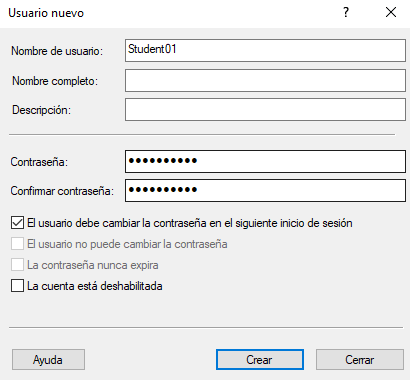 Usuario nuevo
Nombre de usuario: Student01
Nombre completo:
Descripción:
Contraseña: ●●●●●●●●●●
Confirmar contraseña: ●●●●●●●●●●
El usuario debe cambiar la contraseña en el siguiente inicio de sesión
El usuario no puede cambiar la contraseña
La contraseña nunca expira
La cuenta está deshabilitada
Ayuda Crear Cerrar